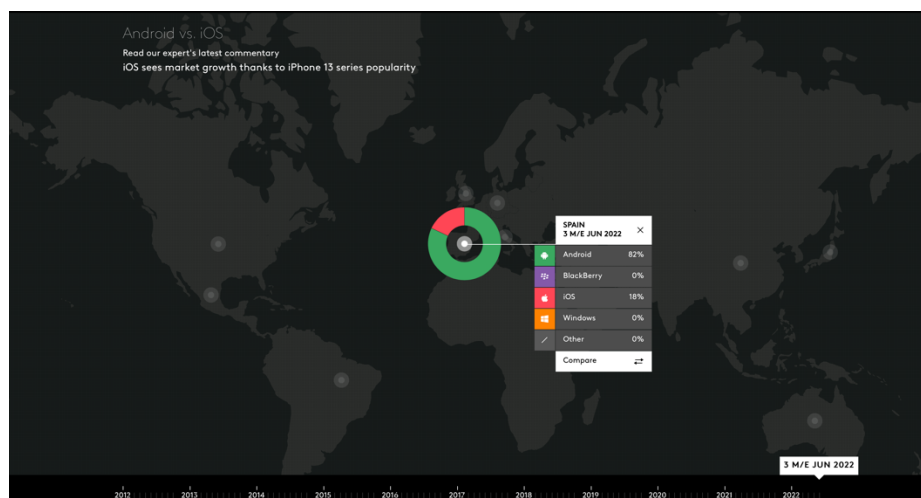 Android vs. iOS
Read our expert's latest commentary
iOS sees market growth thanks to iPhone 13 series popularity
SPAIN
3 M/E JUN 2022
Android 82%
BlackBerry 0%
iOS 18%
Windows 0%
Other 0%
Compare
3 M/E JUN 2022
2012 2013 2014 2015 2016 2017 2018 2019 2020 2021 2022